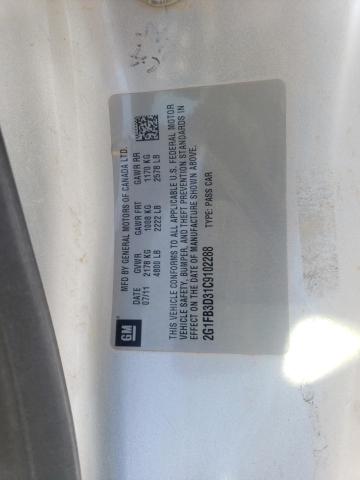 GM
MFD BY GENERAL MOTORS OF CANADA LTD.
DATE GVWR GAWR FRT GAWR RR
07/11 2178 KG 1008 KG 1170 KG
4800 LB 2222 LB 2578 LB
THIS VEHICLE CONFORMS TO ALL APPLICABLE U.S. FEDERAL MOTOR
VEHICLE SAFETY, BUMPER, AND THEFT PREVENTION STANDARDS IN
EFFECT ON THE DATE OF MANUFACTURE SHOWN ABOVE.
2G1FB3D31C9102288 TYPE: PASS CAR